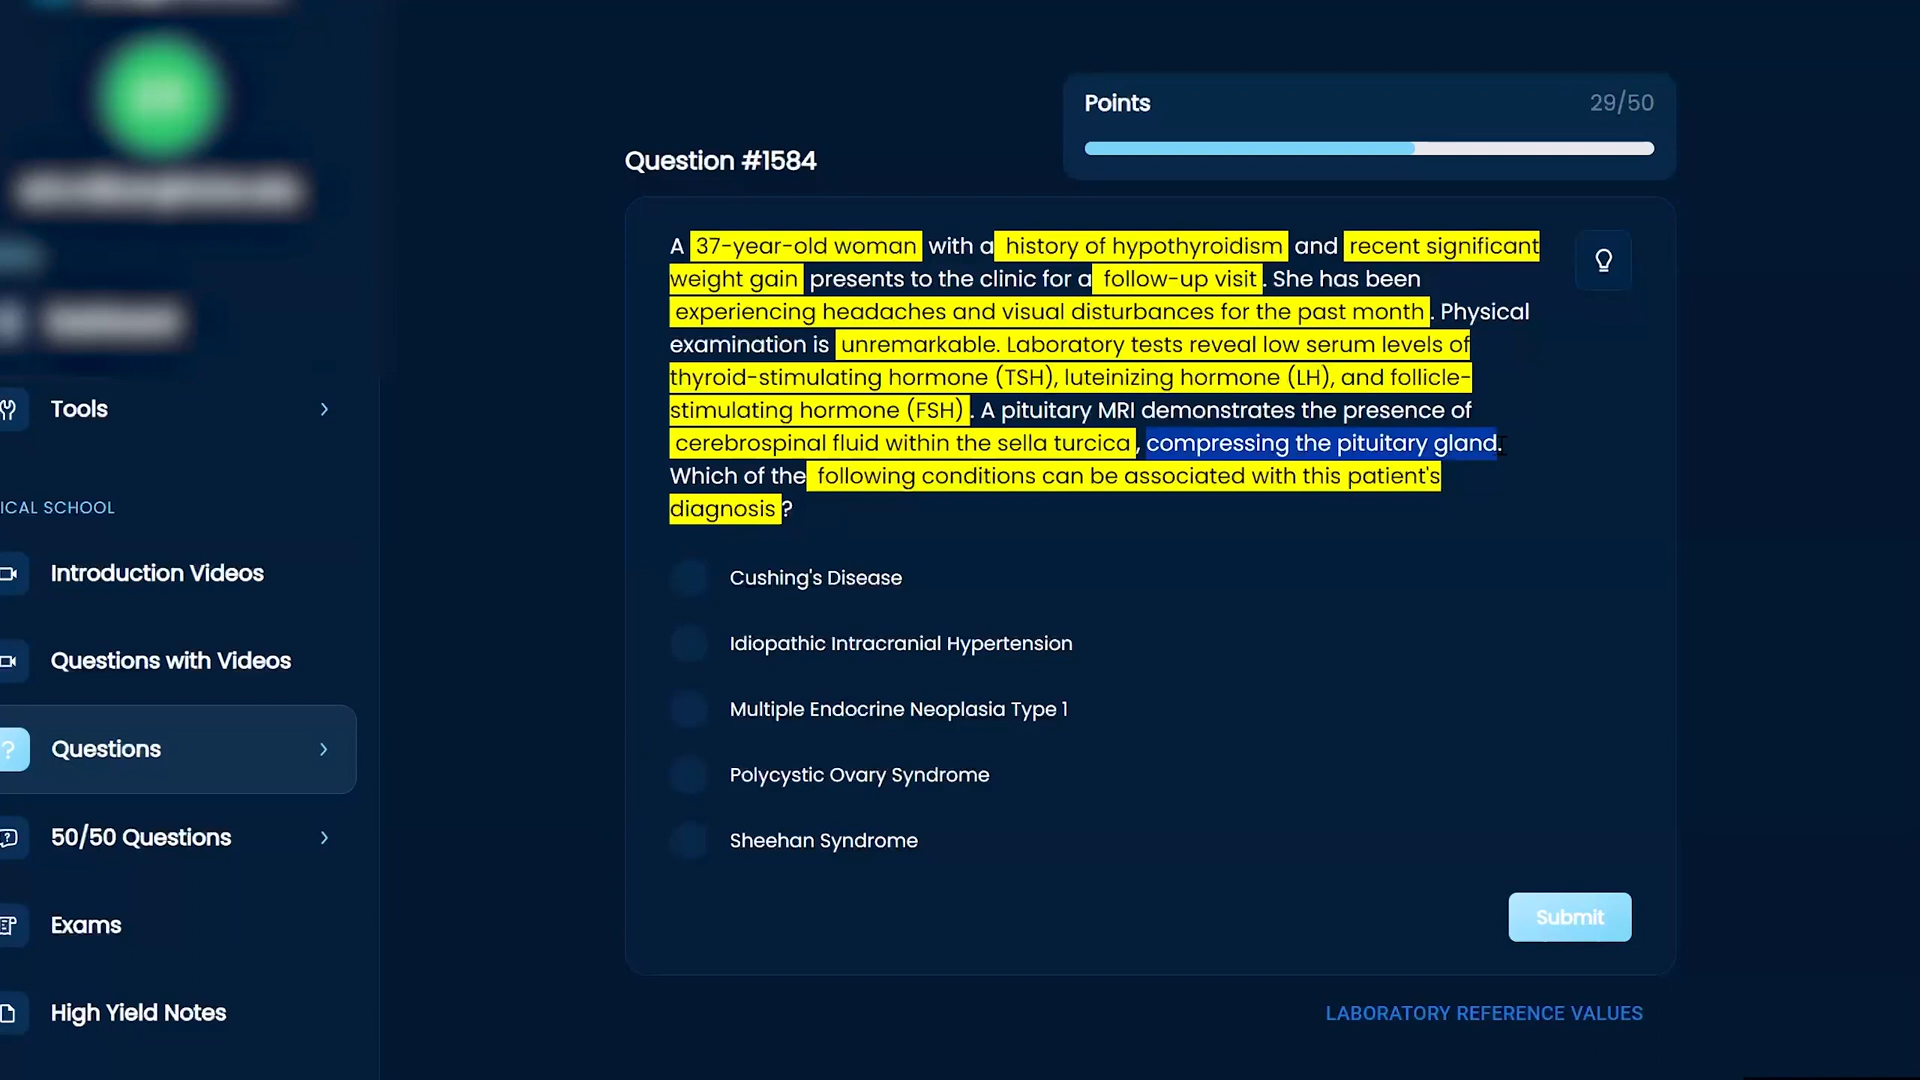 Points
29/50
Question #1584
A 37-year-old woman with a history of hypothyroidism and recent significant
weight gain presents to the clinic for a follow-up visit. She has been
experiencing headaches and visual disturbances for the past month. Physical
examination is unremarkable. Laboratory tests reveal low serum levels of
thyroid-stimulating hormone (TSH), luteinizing hormone (LH), and follicle-
stimulating hormone (FSH). A pituitary MRI demonstrates the presence of
cerebrospinal fluid within the sella turcica, compressing the pituitary gland.
Which of the following conditions can be associated with this patient's
diagnosis?
Cushing's Disease
Idiopathic Intracranial Hypertension
Multiple Endocrine Neoplasia Type 1
Polycystic Ovary Syndrome
Sheehan Syndrome
Submit
LABORATORY REFERENCE VALUES
Tools
ICAL SCHOOL
Introduction Videos
Questions with Videos
Questions
50/50 Questions
Exams
High Yield Notes